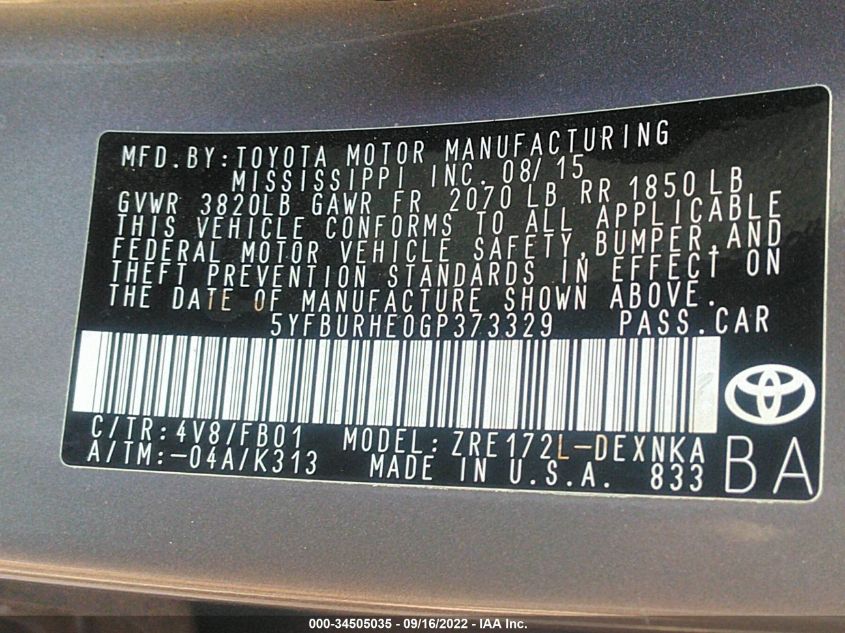 MFD.BY:TOYOTA MOTOR MANUFACTURING
MISSISSIPPI INC. 08/15
GVWR 3820LB GAWR FR 2070 LB RR 1850 LB
THIS VEHICLE CONFORMS TO ALL APPLICABLE
FEDERAL MOTOR VEHICLE SAFETY,BUMPER,AND
THEFT PREVENTION STANDARDS IN EFFECT ON
THE DATE OF MANUFACTURE SHOWN ABOVE.
5YFBURHE0GP373329 PASS.CAR
C/TR:4V8/FB01 MODEL:ZRE172L-DEXNKA
A/TM:-04A/K313 MADE IN U.S.A. 833
BA
000-34505035 - 09/16/2022 - IAA Inc.